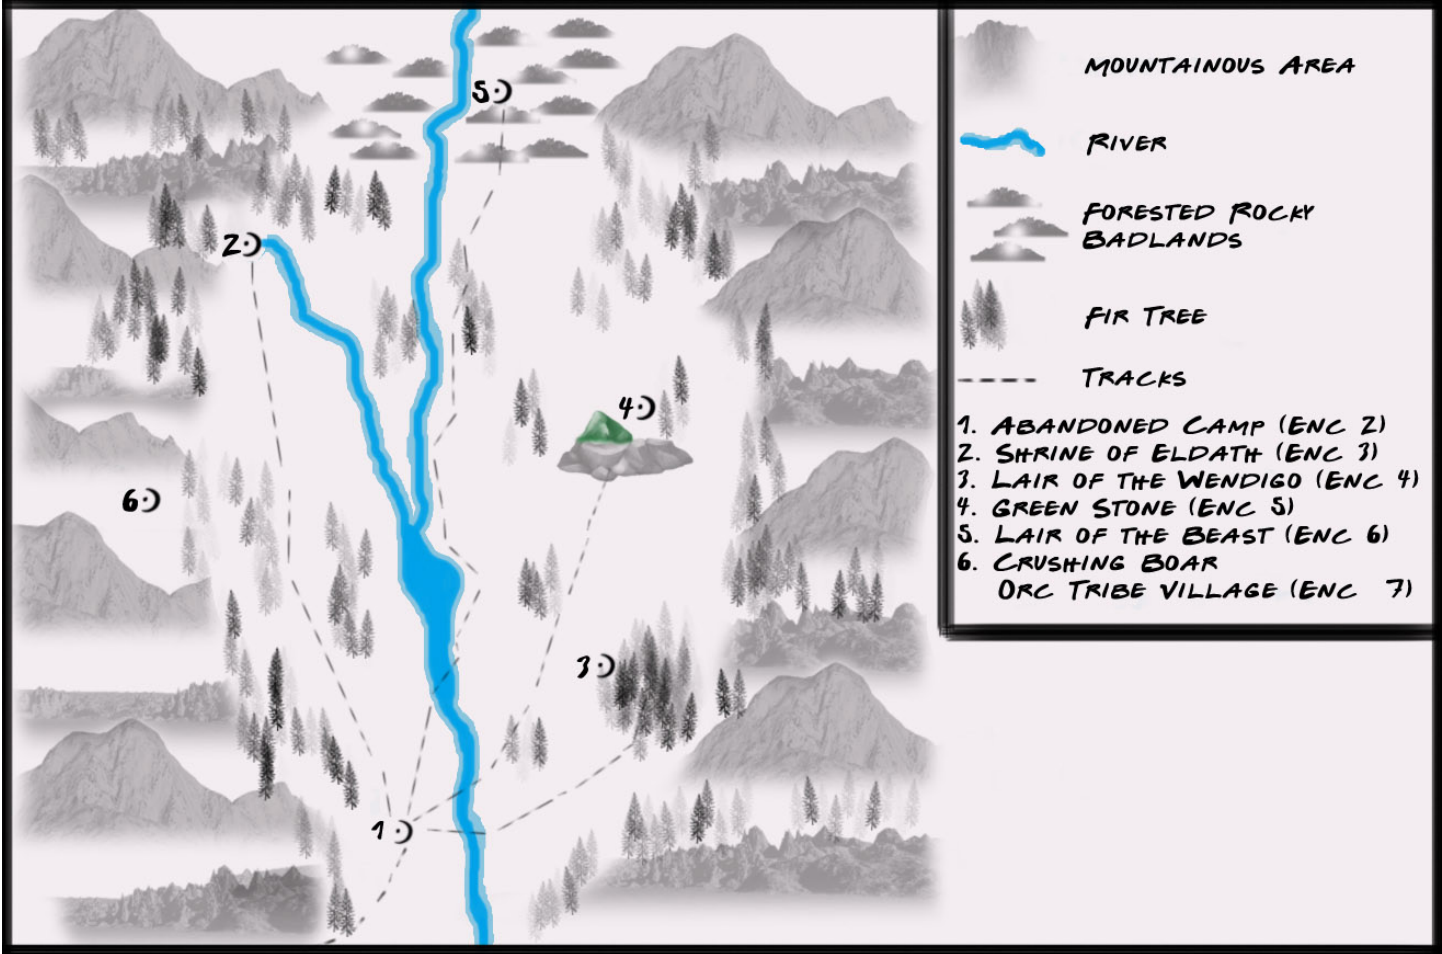 5
2
4
6
3
1
MOUNTAINOUS AREA
RIVER
FORESTED ROCKY
BADLANDS
FIR TREE
TRACKS
1. ABANDONED CAMP (ENC 2)
2. SHRINE OF ELDATH (ENC 3)
3. LAIR OF THE WENDIGO (ENC 4)
4. GREEN STONE (ENC 5)
5. LAIR OF THE BEAST (ENC 6)
6. CRUSHING BOAR
ORC TRIBE VILLAGE (ENC 7)